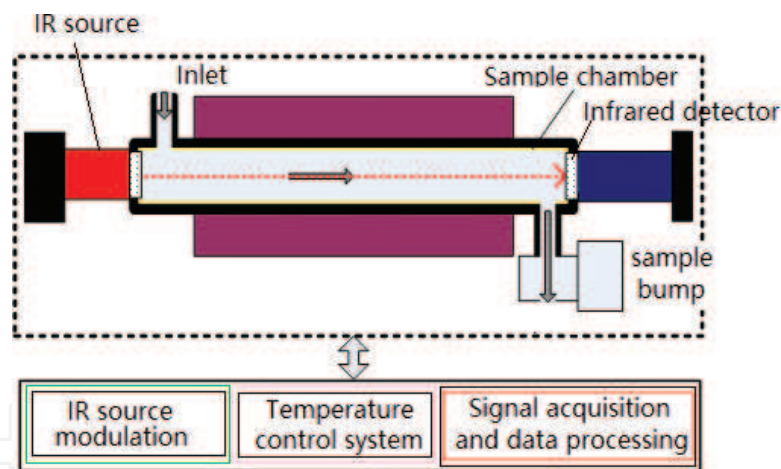 IR source
Inlet
Sample chamber
Infrared detector
sample
bump
IR source
modulation
Temperature
control system
Signal acquisition
and data processing